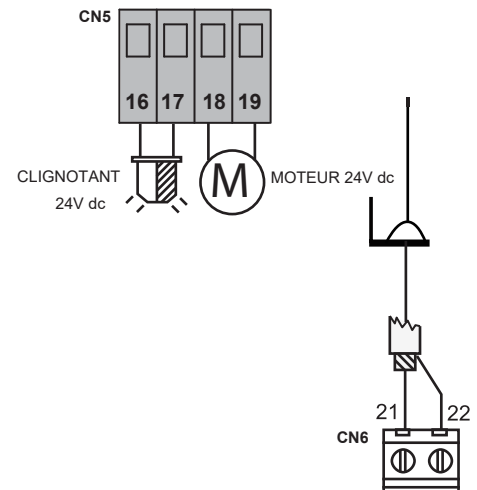 CN5
16 17 18 19
CLIGNOTANT
24V dc
M
MOTEUR 24V dc
21 22
CN6